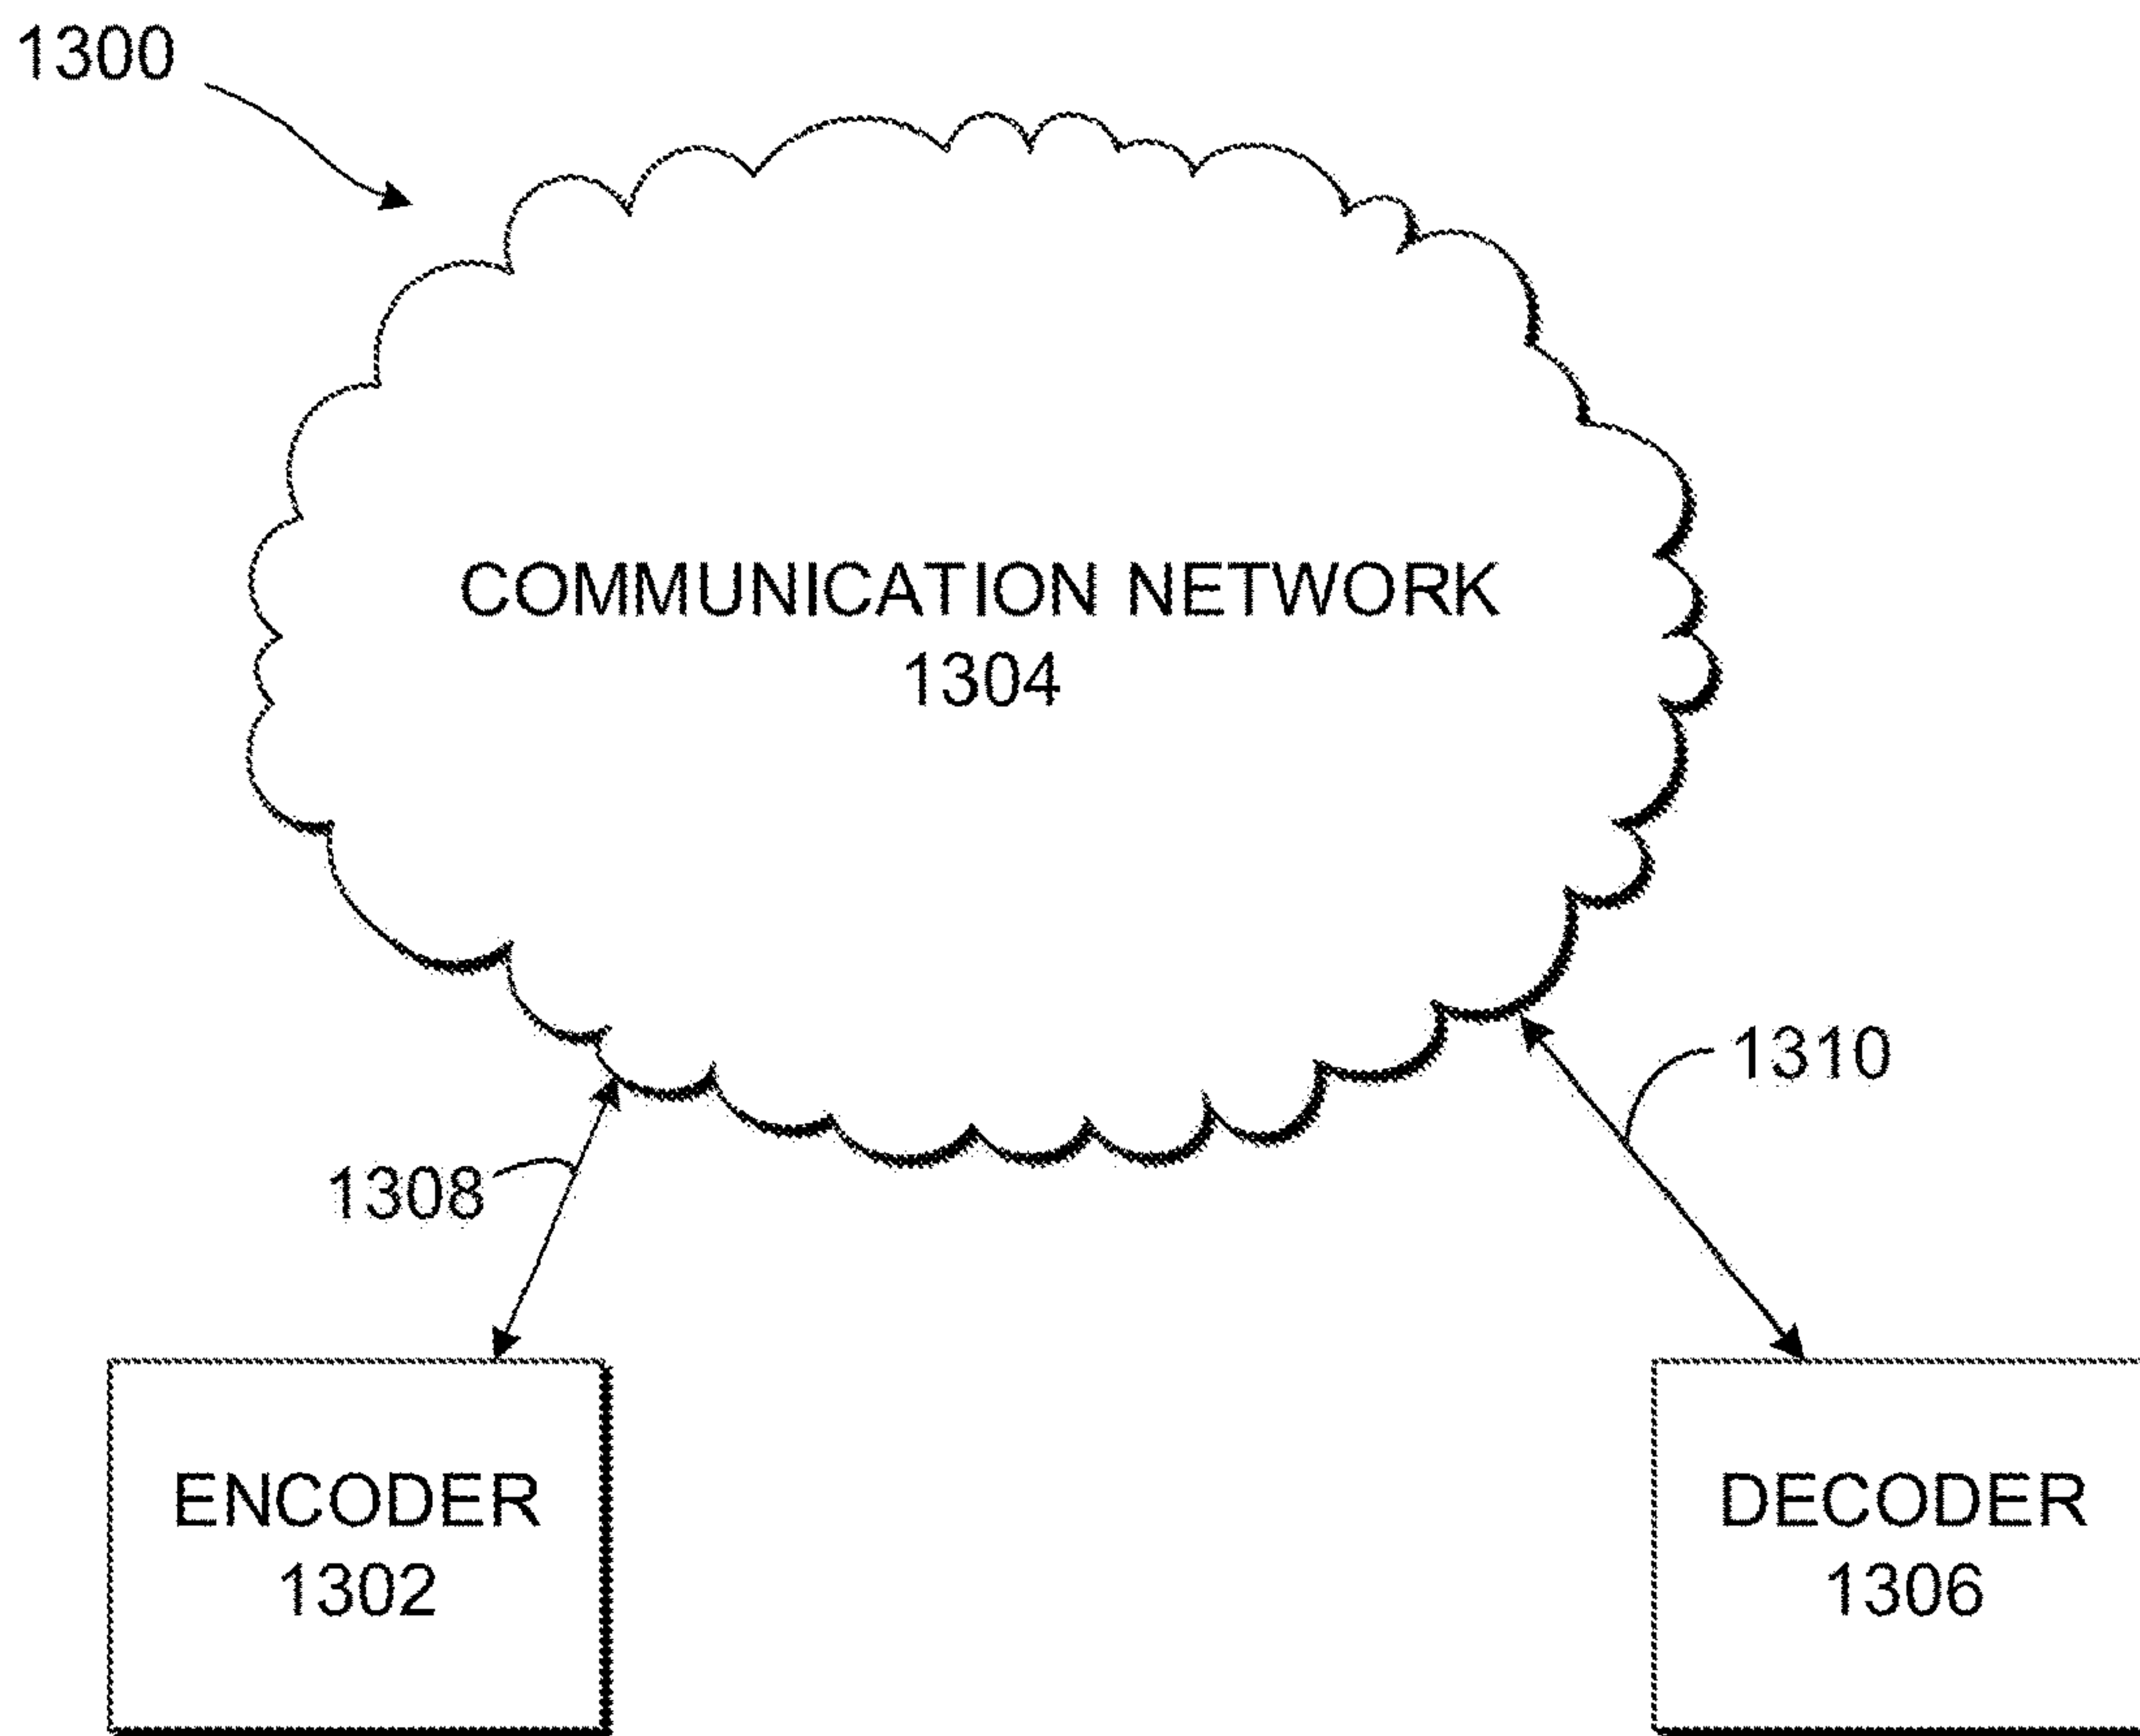 1300
COMMUNICATION NETWORK
1304
1310
1308
ENCODER
1302
DECODER
1306